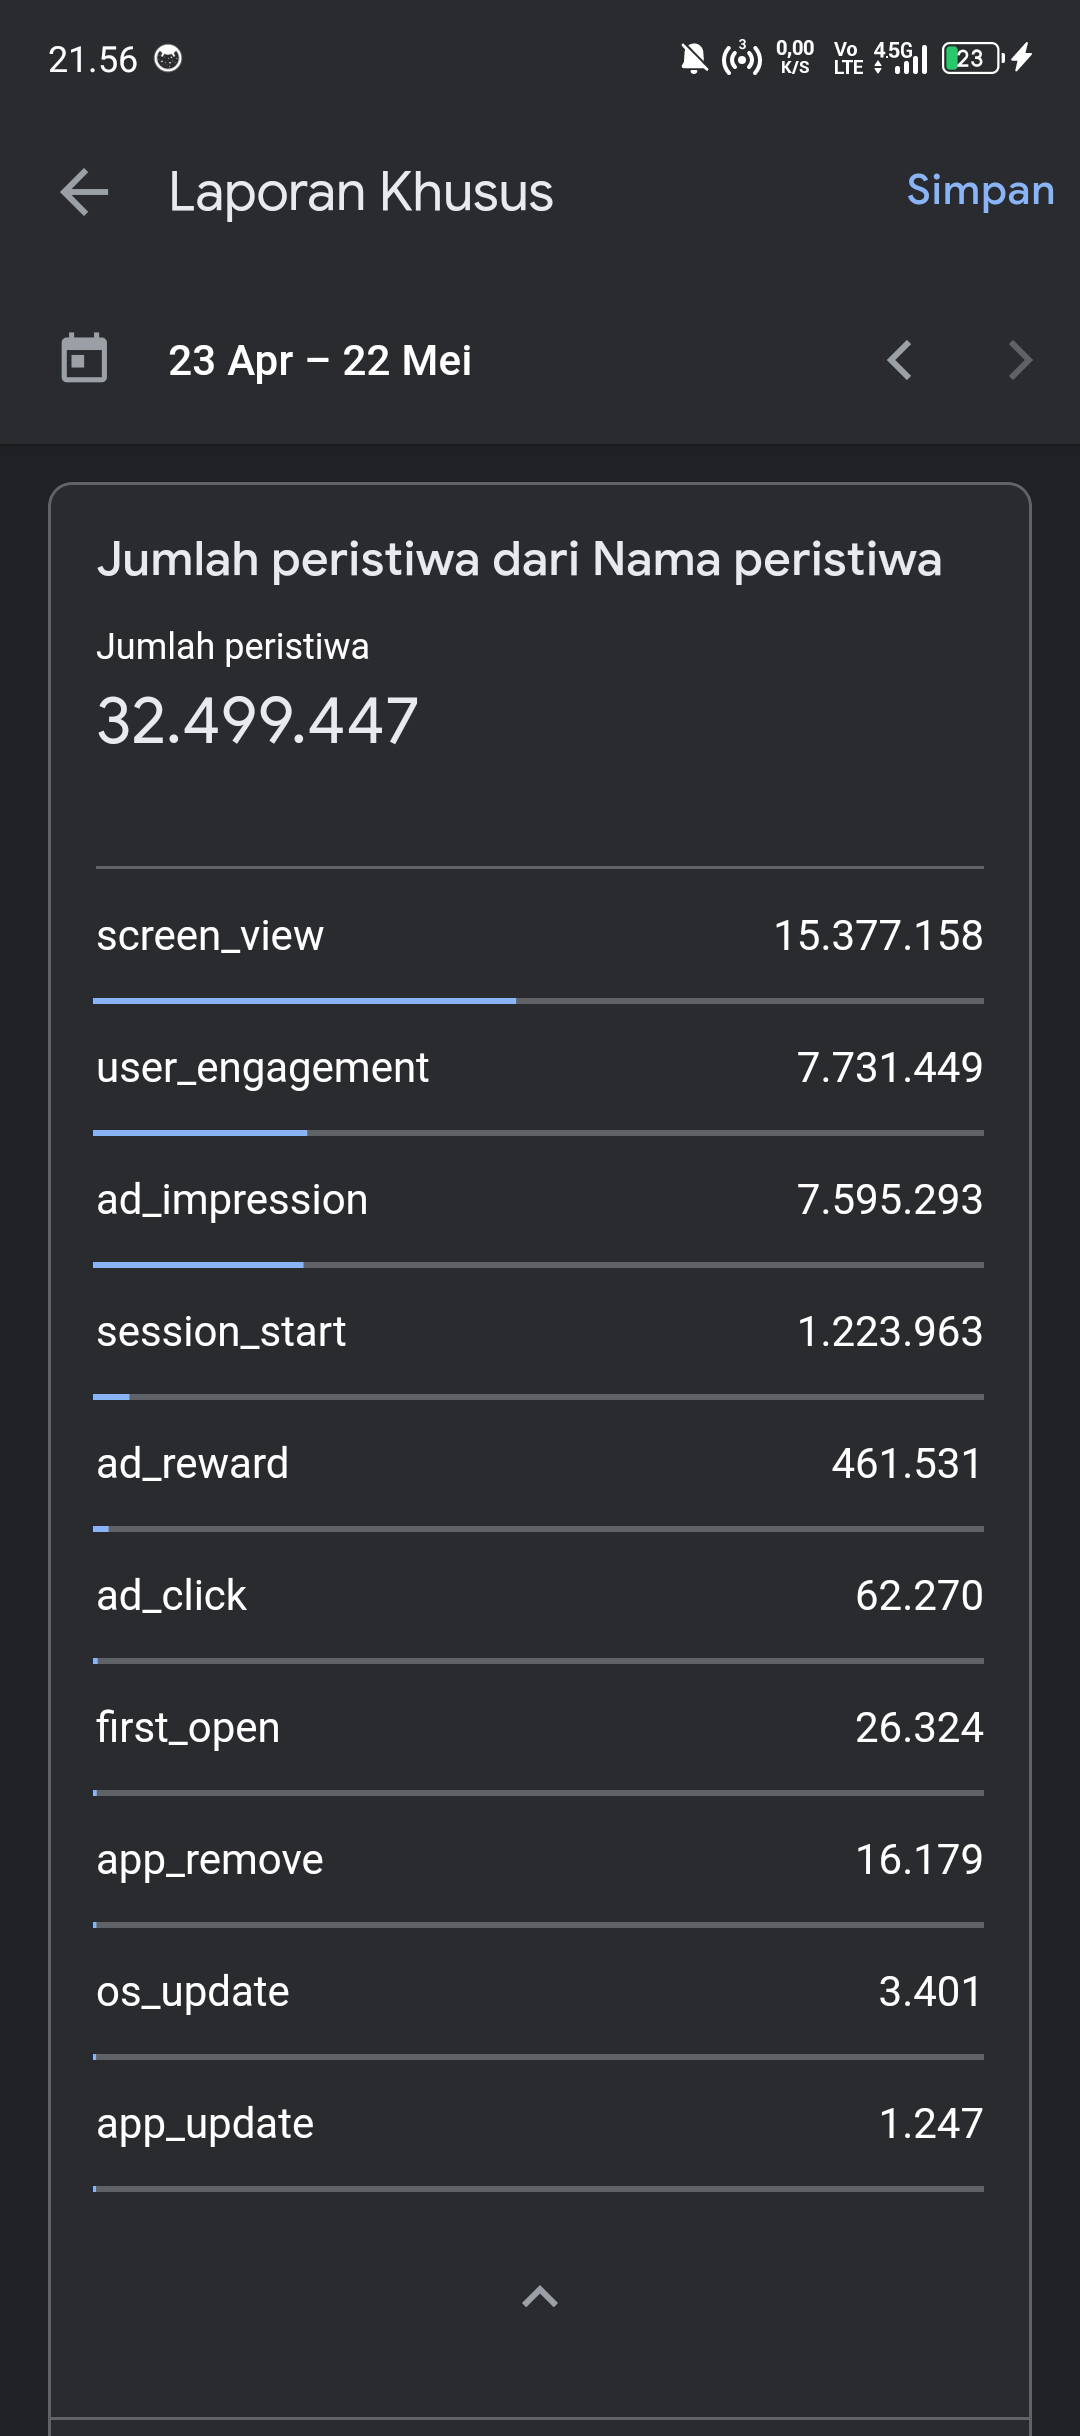 21.56
3 0,00 K/S Vo LTE 4.5G 23
Laporan Khusus Simpan
23 Apr – 22 Mei
Jumlah peristiwa dari Nama peristiwa
Jumlah peristiwa
32.499.447
screen_view 15.377.158
user_engagement 7.731.449
ad_impression 7.595.293
session_start 1.223.963
ad_reward 461.531
ad_click 62.270
first_open 26.324
app_remove 16.179
os_update 3.401
app_update 1.247